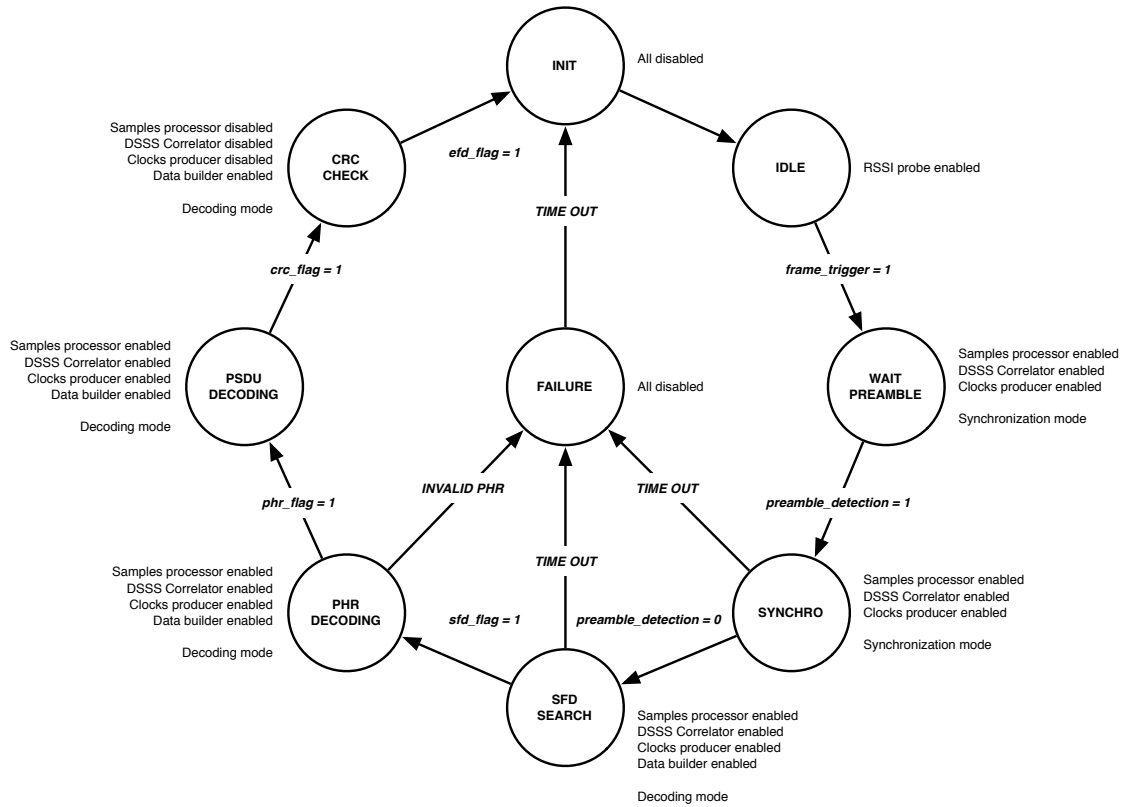 INIT
All disabled
Samples processor disabled
DSSS Correlator disabled
Clocks producer disabled
Data builder enabled
Decoding mode
CRC
CHECK
efd_flag = 1
IDLE
RSSI probe enabled
TIME OUT
crc_flag = 1
frame_trigger = 1
Samples processor enabled
DSSS Correlator enabled
Clocks producer enabled
Data builder enabled
Decoding mode
PSDU
DECODING
FAILURE
All disabled
WAIT
PREAMBLE
Samples processor enabled
DSSS Correlator enabled
Clocks producer enabled
Synchronization mode
phr_flag = 1
INVALID PHR
TIME OUT
preamble_detection = 1
TIME OUT
Samples processor enabled
DSSS Correlator enabled
Clocks producer enabled
Data builder enabled
Decoding mode
PHR
DECODING
sfd_flag = 1
preamble_detection = 0
SYNCHRO
Samples processor enabled
DSSS Correlator enabled
Clocks producer enabled
Synchronization mode
SFD
SEARCH
Samples processor enabled
DSSS Correlator enabled
Clocks producer enabled
Data builder enabled
Decoding mode